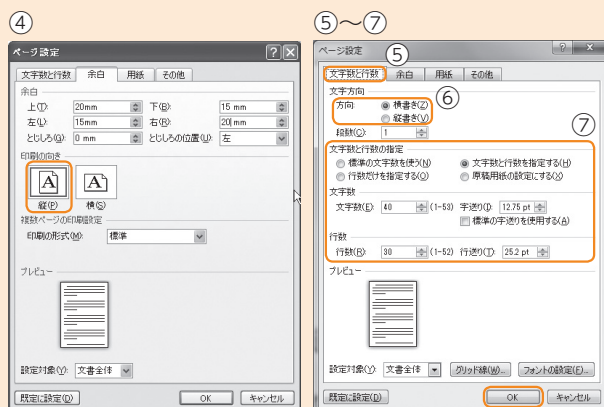 ④
ページ設定
文字数と行数 余白 用紙 その他
余白
上(T): 20mm 下(B): 15 mm
左(L): 15mm 右(R): 20 mm
とじしろ(G): 0 mm とじしろの位置(U): 左
印刷の向き
A A
縦(P) 横(S)
複数ページの印刷設定
印刷の形式(M): 標準
プレビュー
設定対象(Y): 文書全体
既定に設定(D) OK キャンセル
⑤～⑦
ページ設定
⑤
文字数と行数 余白 用紙 その他
文字方向
方向: 横書き(Z)
縦書き(V)
⑥
段数(C): 1
⑦
文字数と行数の指定
標準の文字数を使う(N) 文字数と行数を指定する(H)
行数だけを指定する(O) 原稿用紙の設定にする(X)
文字数
文字数(E): 40 (1-53) 字送り(I): 12.75 pt
標準の字送りを使用する(A)
行数
行数(R): 30 (1-52) 行送り(T): 25.2 pt
プレビュー
設定対象(Y): 文書全体 グリッド線(W)... フォントの設定(F)...
既定に設定(D) OK キャンセル